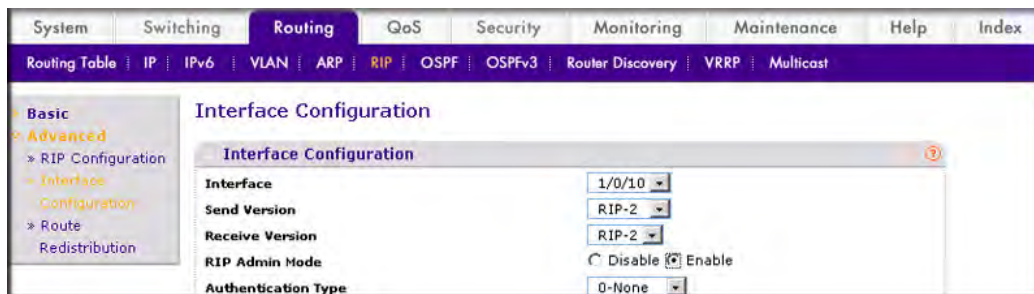 System Switching Routing QoS Security Monitoring Maintenance Help Index
Routing Table IP IPv6 VLAN ARP RIP OSPF OSPFv3 Router Discovery VRRP Multicast
Basic
Advanced
» RIP Configuration
» Interface
Configuration
» Route
Redistribution
Interface Configuration
Interface Configuration ?
Interface 1/0/10
Send Version RIP-2
Receive Version RIP-2
RIP Admin Mode Disable Enable
Authentication Type 0-None